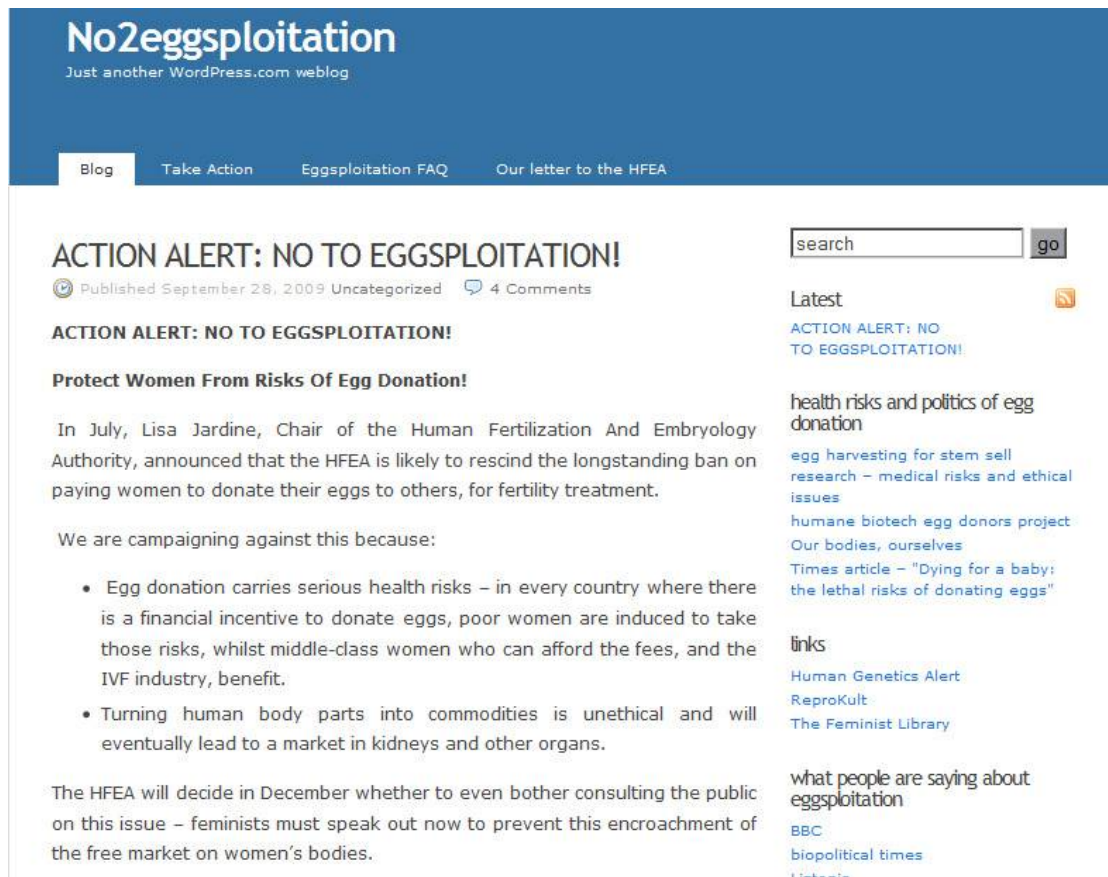 No2eggsploitation
Just another WordPress.com weblog
Blog Take Action Eggsploitation FAQ Our letter to the HFEA
ACTION ALERT: NO TO EGGSPLOITATION!
Published September 28, 2009 Uncategorized 4 Comments
ACTION ALERT: NO TO EGGSPLOITATION!
Protect Women From Risks Of Egg Donation!
In July, Lisa Jardine, Chair of the Human Fertilization And Embryology
Authority, announced that the HFEA is likely to rescind the longstanding ban on
paying women to donate their eggs to others, for fertility treatment.
We are campaigning against this because:
• Egg donation carries serious health risks – in every country where there
is a financial incentive to donate eggs, poor women are induced to take
those risks, whilst middle-class women who can afford the fees, and the
IVF industry, benefit.
• Turning human body parts into commodities is unethical and will
eventually lead to a market in kidneys and other organs.
The HFEA will decide in December whether to even bother consulting the public
on this issue – feminists must speak out now to prevent this encroachment of
the free market on women's bodies.
search go
Latest
ACTION ALERT: NO
TO EGGSPLOITATION!
health risks and politics of egg
donation
egg harvesting for stem sell
research – medical risks and ethical
issues
humane biotech egg donors project
Our bodies, ourselves
Times article – "Dying for a baby:
the lethal risks of donating eggs"
links
Human Genetics Alert
ReproKult
The Feminist Library
what people are saying about
eggsploitation
BBC
biopolitical times